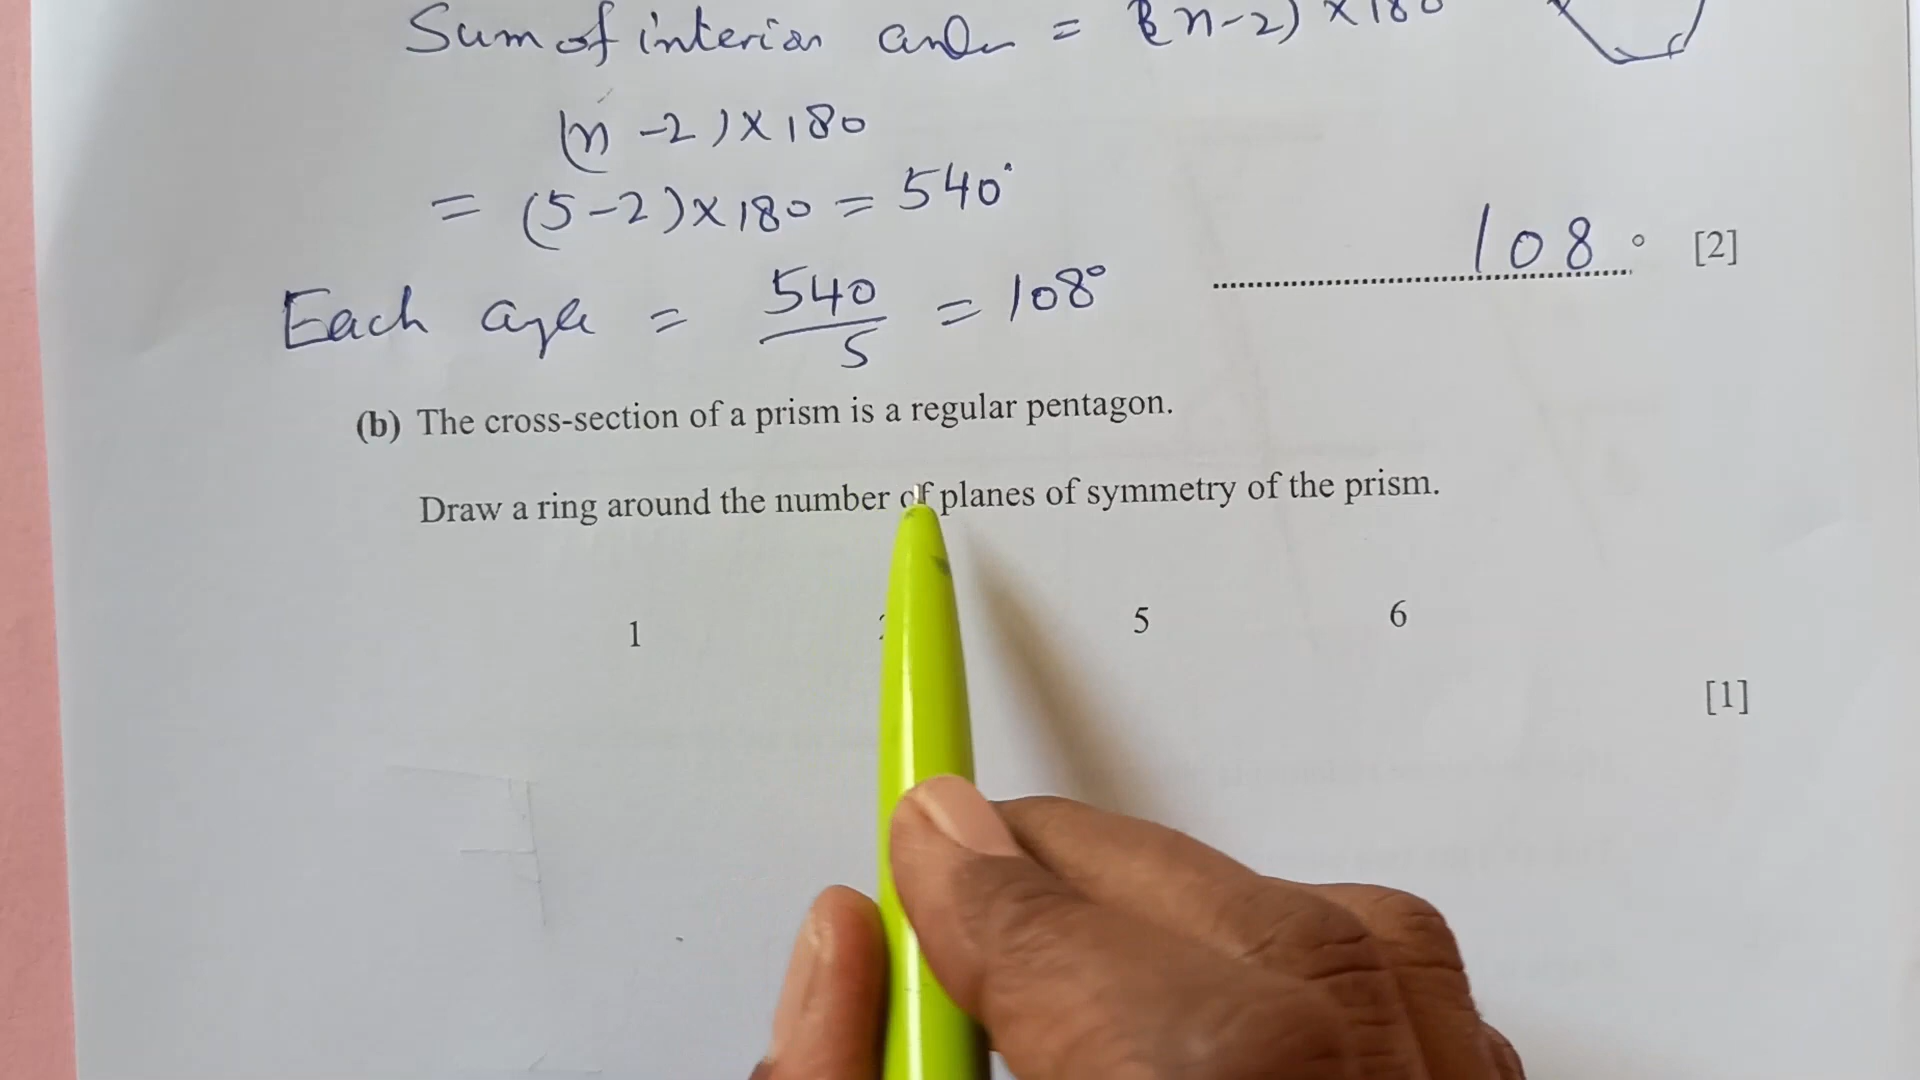 Sum of interior = (n-2) × 180
(n - 2) × 180
= (5-2) × 180 = 540°
108 ° [2]
Each = 540/5 = 108°
(b) The cross-section of a prism is a regular pentagon.
Draw a ring around the number of planes of symmetry of the prism.
1 5 6
[1]